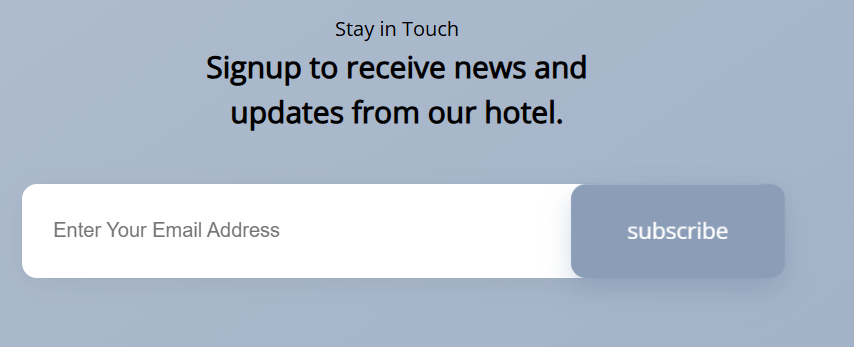 Stay in Touch
Signup to receive news and
updates from our hotel.
Enter Your Email Address
subscribe